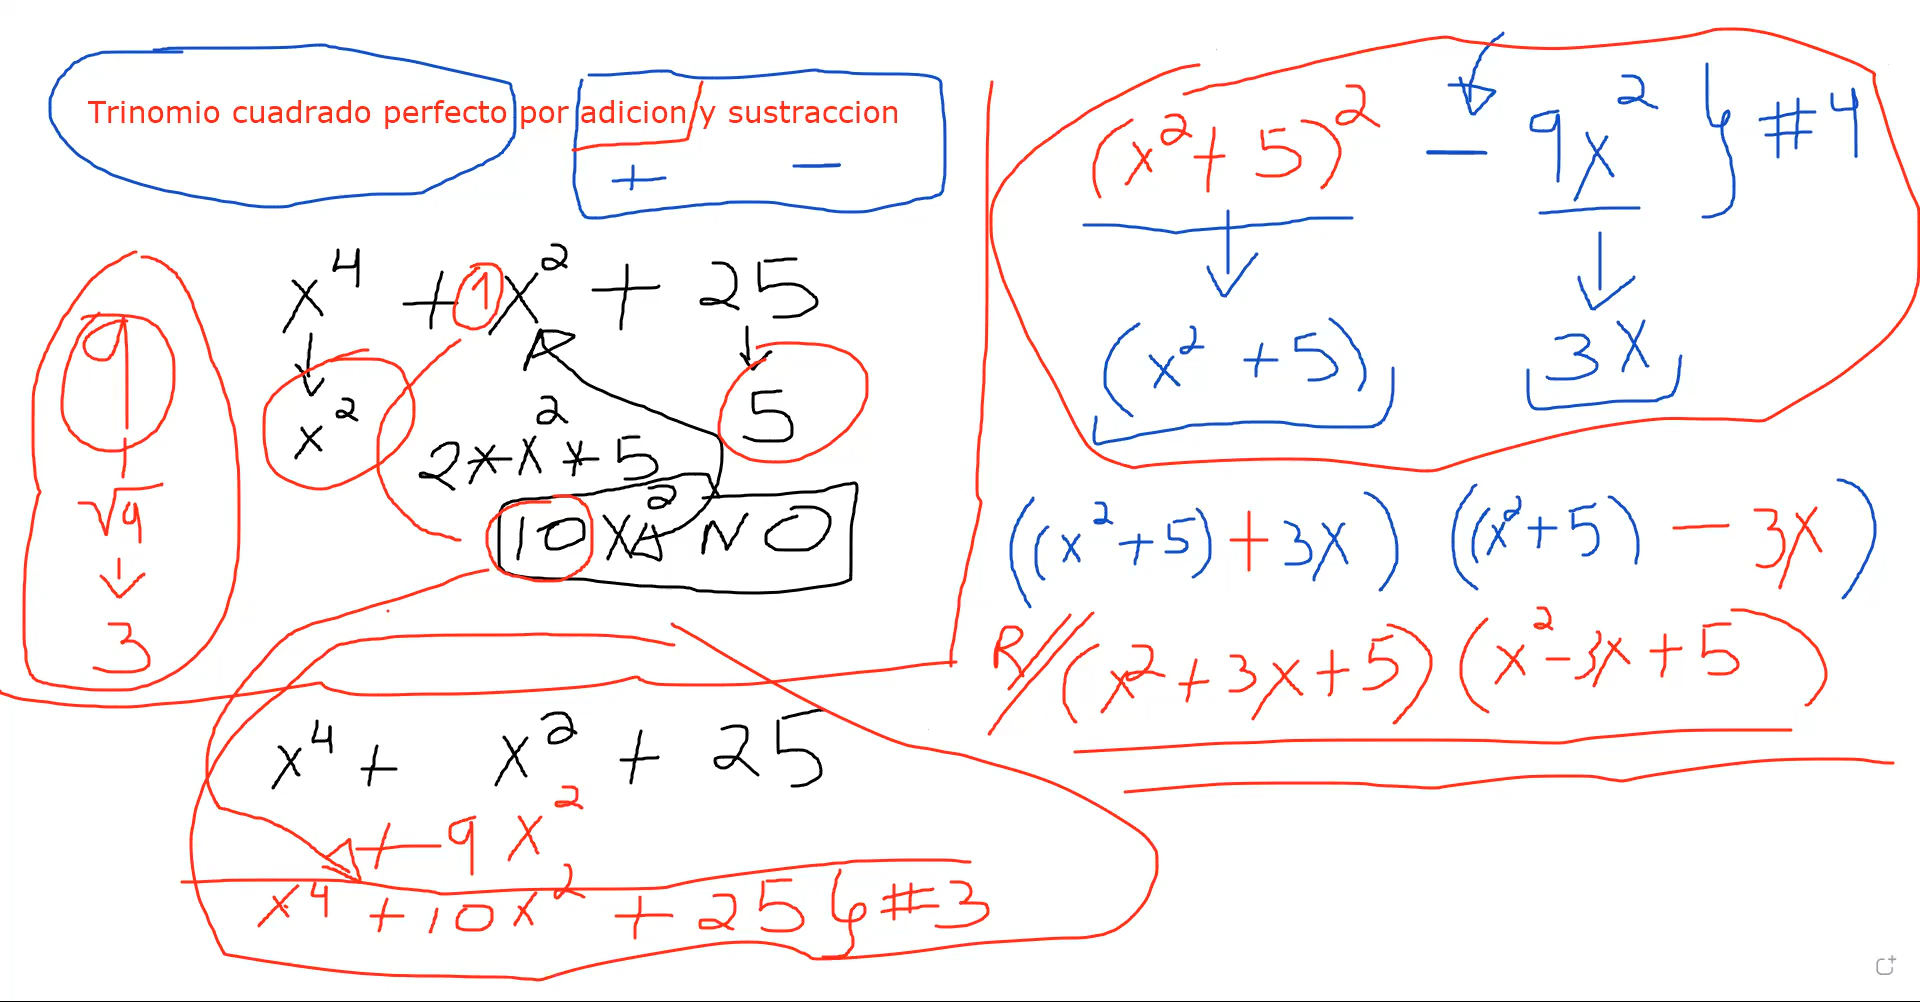 Trinomio cuadrado perfecto por adicion y sustraccion
+ −
x⁴ + 1x² + 25
x² 5
2*x²*5
10x² NO
9
√9
3
x⁴ + x² + 25
+ 9x²
x⁴ + 10x² + 25 } #3
(x² + 5)² − 9x² } #4
(x² + 5) 3x
((x² + 5) + 3x) ((x² + 5) − 3x)
R// (x² + 3x + 5) (x² − 3x + 5)